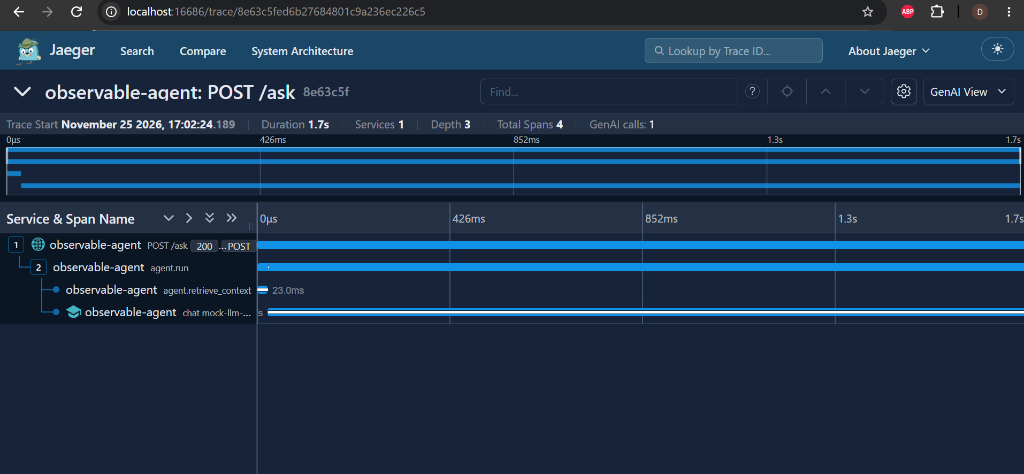 localhost:16686/trace/8e63c5fed6b27684801c9a236ec226c5 ABP D
Jaeger Search Compare System Architecture Lookup by Trace ID... About Jaeger
observable-agent: POST /ask 8e63c5f Find... ? GenAI View
Trace Start November 25 2026, 17:02:24.189 Duration 1.7s Services 1 Depth 3 Total Spans 4 GenAI calls: 1
0μs 426ms 852ms 1.3s 1.7s
Service & Span Name 0μs 426ms 852ms 1.3s 1.7s
1 observable-agent POST /ask 200 ...POST
2 observable-agent agent.run
observable-agent agent.retrieve_context 23.0ms
observable-agent chat mock-llm-... s